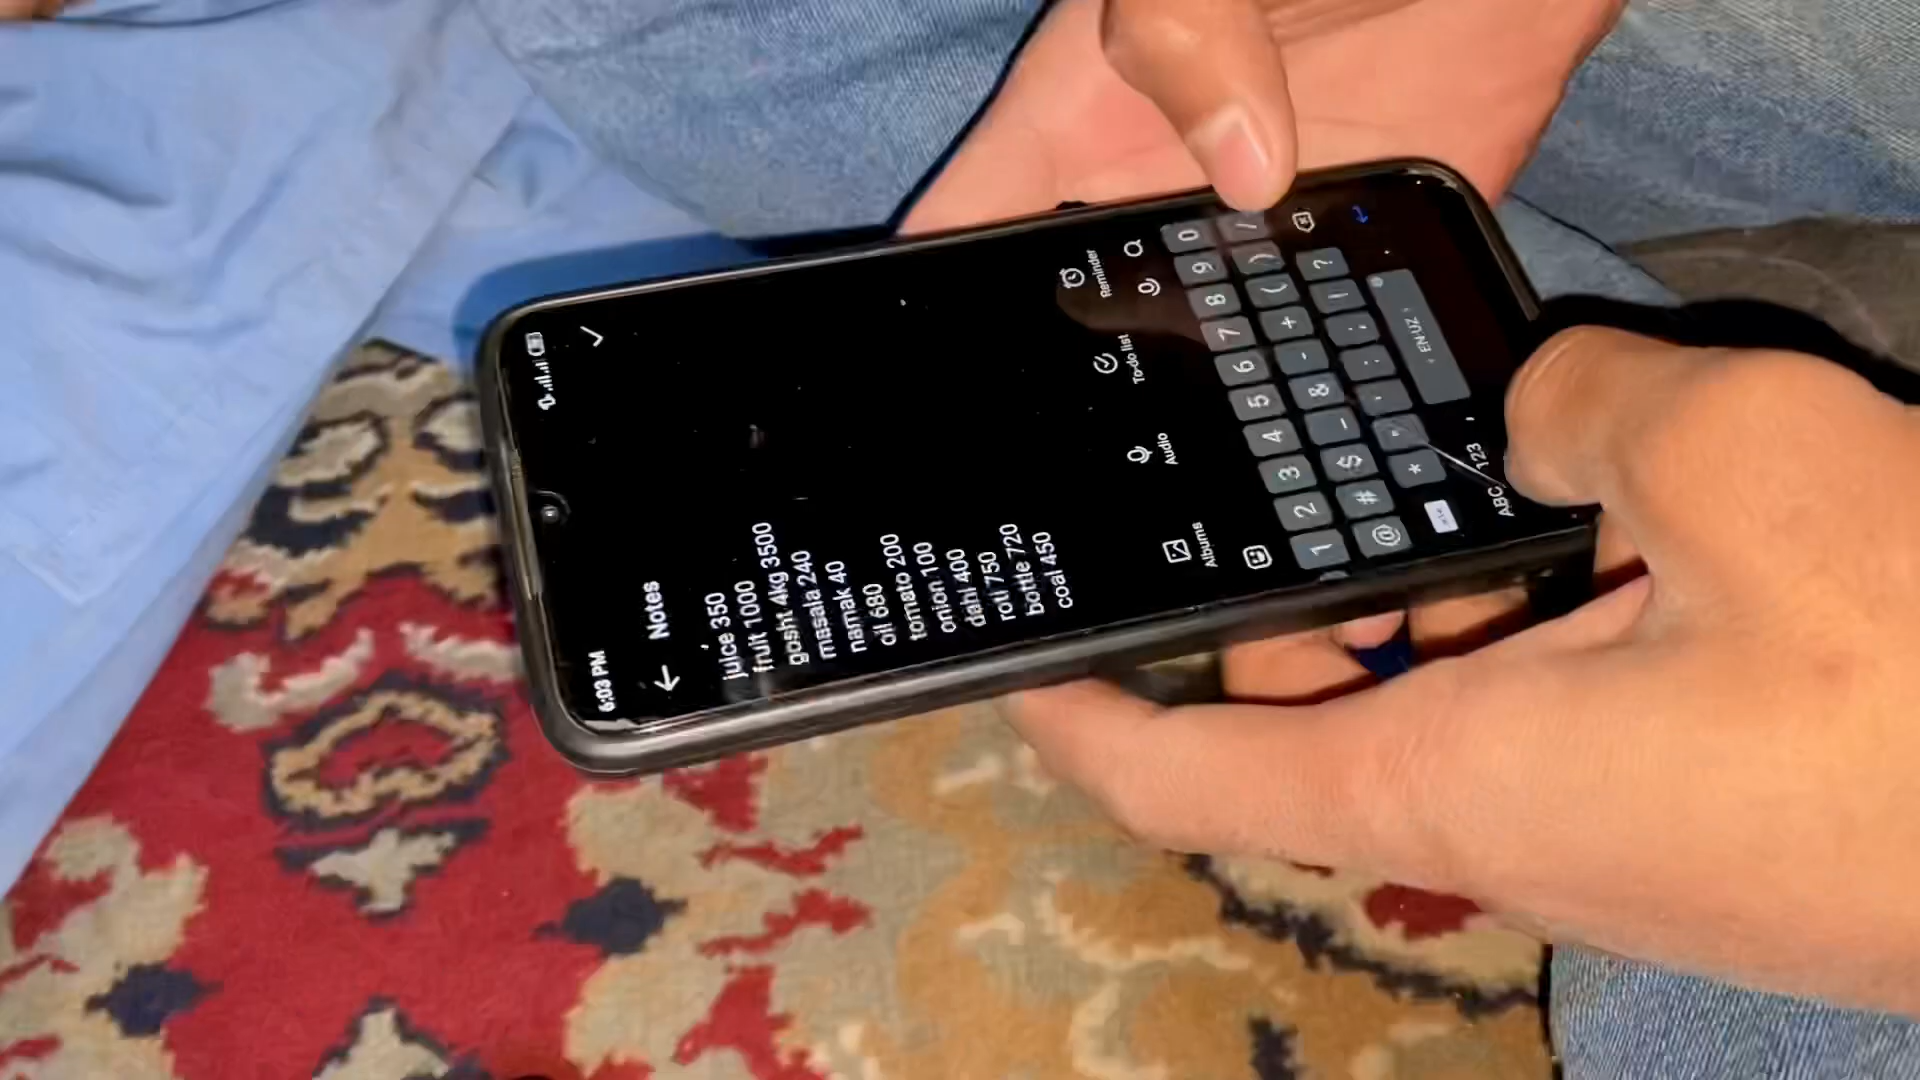 6:03 PM
Notes
juice 350
fruit 1000
gosht 4kg 3500
masala 240
namak 40
oil 680
tomato 200
onion 100
dahl 400
roti 750
bottle 720
coal 450
Albums
Audio
To-do list
Reminder
1 2 3 4 5 6 7 8 9 0
@ # $ _ & - + ( ) /
* " ' : ; ! ?
ABC 123 , EN·UZ .